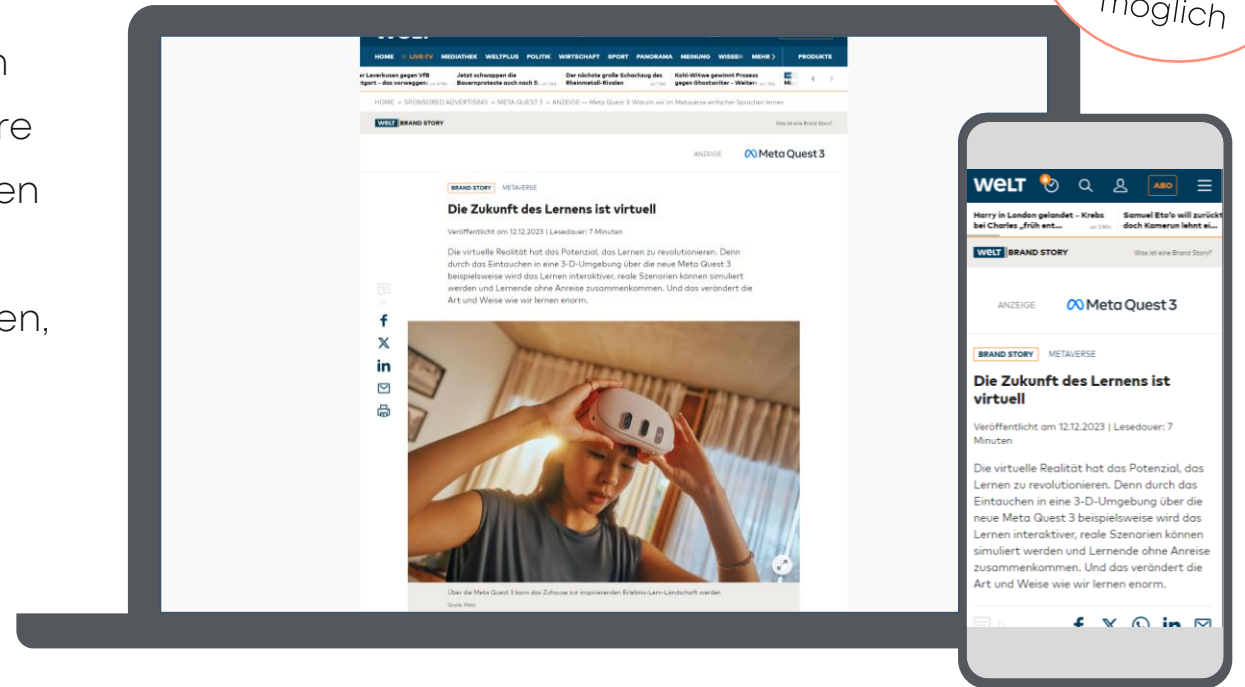 möglich
n
re
en
en,
HOME LIVE-TV MEDIATHEK WELTPLUS POLITIK WIRTSCHAFT SPORT PANORAMA MEINUNG WISSEN MEHR PRODUKTE
er Leverkusen gegen VfB
Jetzt schwappen die
Bauernproteste auch nach S...
Der nächste große Schachzug des
Rheinmetall-Rivalen
Kohl-Witwe gewinnt Prozess
gegen Ghostwriter – Weiter...
HOME » SPONSORED ADVERTISING » META QUEST 3 » ANZEIGE — Meta Quest 3: Warum wir im Metaverse einfacher Sprachen lernen
WELT BRAND STORY
Was ist eine Brand Story?
ANZEIGE Meta Quest 3
BRAND STORY METAVERSE
Die Zukunft des Lernens ist virtuell
Veröffentlicht am 12.12.2023 | Lesedauer: 7 Minuten
Die virtuelle Realität hat das Potenzial, das Lernen zu revolutionieren. Denn
durch das Eintauchen in eine 3-D-Umgebung über die neue Meta Quest 3
beispielsweise wird das Lernen interaktiver, reale Szenarien können simuliert
werden und Lernende ohne Anreise zusammenkommen. Und das verändert die
Art und Weise wie wir lernen enorm.
Über die Meta Quest 3 kann das Zuhause zur inspirierenden Erlebnis-Lern-Landschaft werden
Quelle: Meta
WELT ABO
Harry in London gelandet – Krebs
bei Charles „früh ent...
Samuel Eto'o will zurück
doch Kamerun lehnt ei...
WELT BRAND STORY
Was ist eine Brand Story?
ANZEIGE Meta Quest 3
BRAND STORY METAVERSE
Die Zukunft des Lernens ist
virtuell
Veröffentlicht am 12.12.2023 | Lesedauer: 7
Minuten
Die virtuelle Realität hat das Potenzial, das
Lernen zu revolutionieren. Denn durch das
Eintauchen in eine 3-D-Umgebung über die
neue Meta Quest 3 beispielsweise wird das
Lernen interaktiver, reale Szenarien können
simuliert werden und Lernende ohne Anreise
zusammenkommen. Und das verändert die
Art und Weise wie wir lernen enorm.